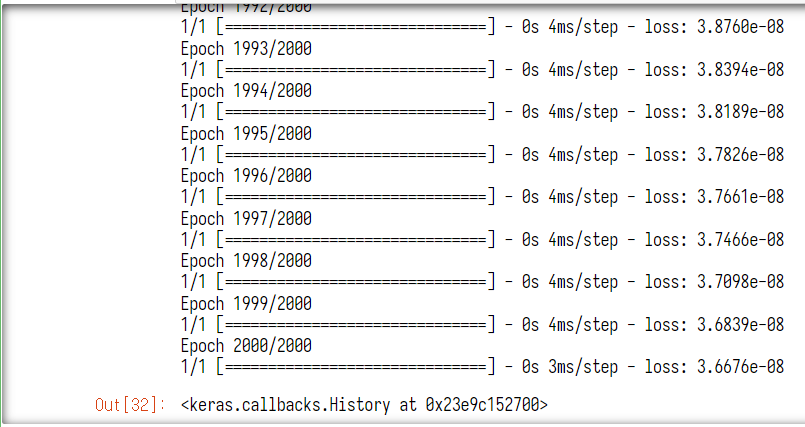 Epoch 1992/2000
1/1 [==============================] - 0s 4ms/step - loss: 3.8760e-08
Epoch 1993/2000
1/1 [==============================] - 0s 4ms/step - loss: 3.8394e-08
Epoch 1994/2000
1/1 [==============================] - 0s 4ms/step - loss: 3.8189e-08
Epoch 1995/2000
1/1 [==============================] - 0s 4ms/step - loss: 3.7826e-08
Epoch 1996/2000
1/1 [==============================] - 0s 4ms/step - loss: 3.7661e-08
Epoch 1997/2000
1/1 [==============================] - 0s 4ms/step - loss: 3.7466e-08
Epoch 1998/2000
1/1 [==============================] - 0s 4ms/step - loss: 3.7098e-08
Epoch 1999/2000
1/1 [==============================] - 0s 4ms/step - loss: 3.6839e-08
Epoch 2000/2000
1/1 [==============================] - 0s 3ms/step - loss: 3.6676e-08
Out[32]: <keras.callbacks.History at 0x23e9c152700>